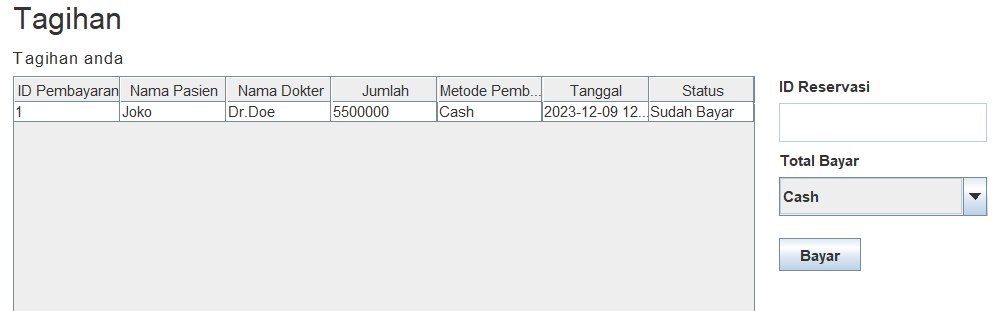 Tagihan
Tagihan anda
ID Pembayaran Nama Pasien Nama Dokter Jumlah Metode Pemb... Tanggal Status
1 Joko Dr.Doe 5500000 Cash 2023-12-09 12... Sudah Bayar
ID Reservasi
Total Bayar
Cash
Bayar